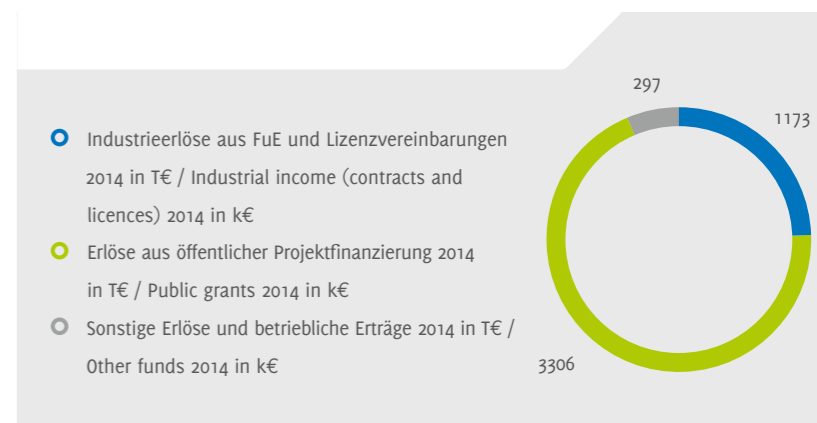 297
1173
Industrieerlöse aus FuE und Lizenzvereinbarungen
2014 in T€ / Industrial income (contracts and
licences) 2014 in k€
Erlöse aus öffentlicher Projektfinanzierung 2014
in T€ / Public grants 2014 in k€
Sonstige Erlöse und betriebliche Erträge 2014 in T€ /
Other funds 2014 in k€
3306